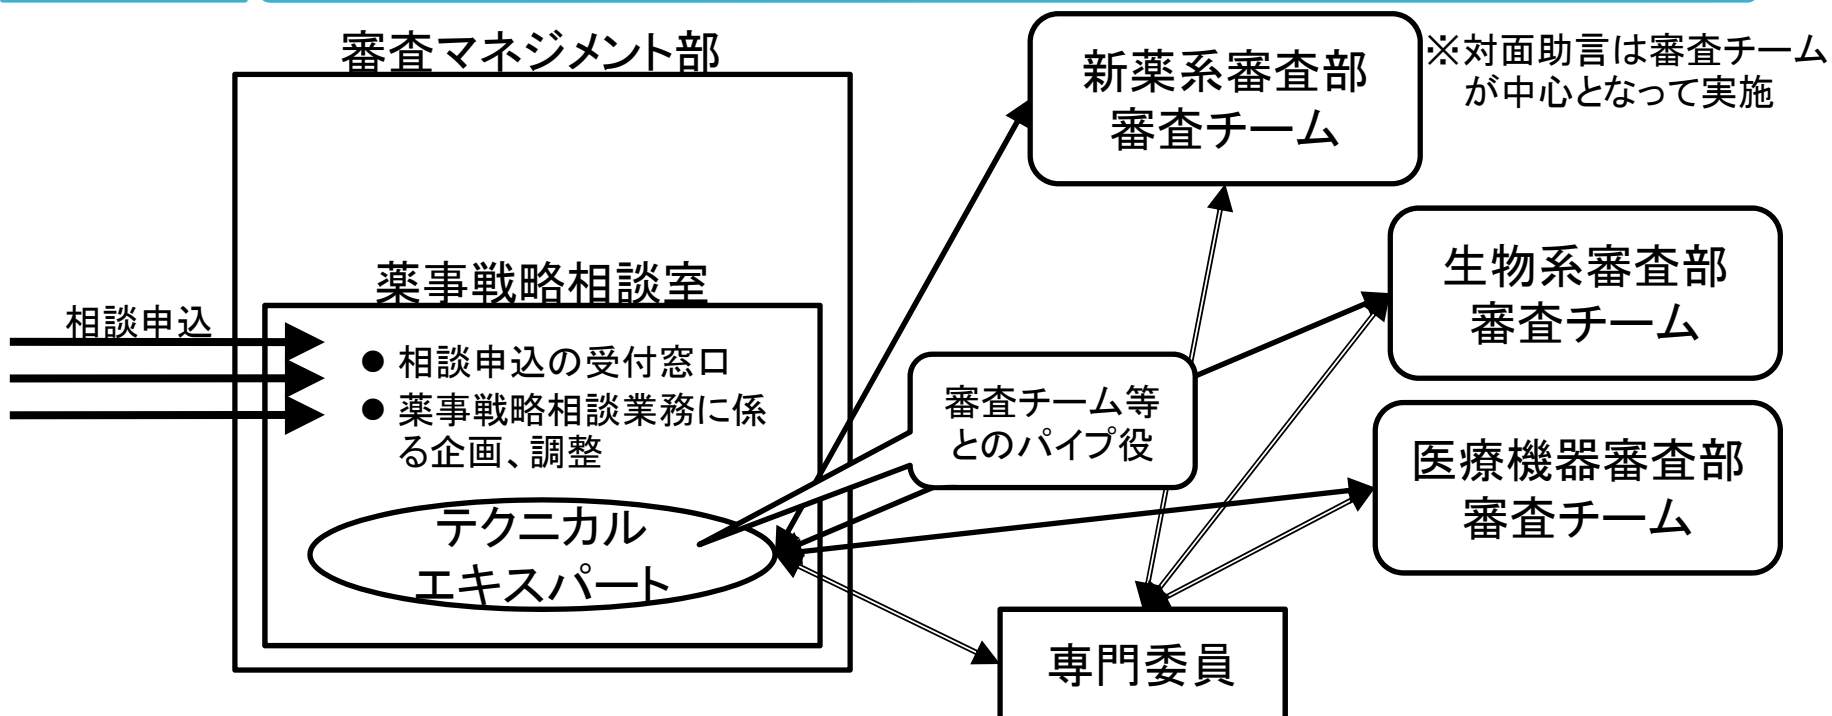 審査マネジメント部
新薬系審査部
審査チーム
※対面助言は審査チーム
が中心となって実施
薬事戦略相談室
相談申込
● 相談申込の受付窓口
● 薬事戦略相談業務に係
る企画、調整
テクニカル
エキスパート
審査チーム等
とのパイプ役
生物系審査部
審査チーム
医療機器審査部
審査チーム
専門委員